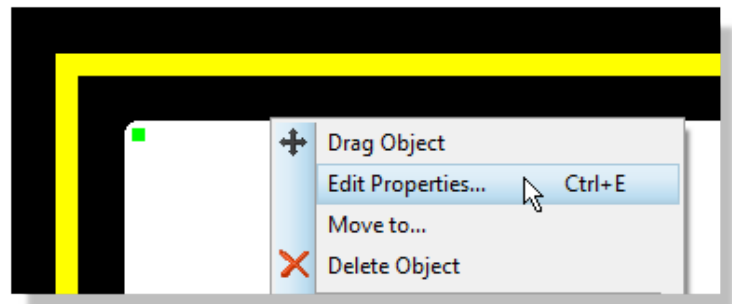 Drag Object
Edit Properties... Ctrl+E
Move to...
Delete Object